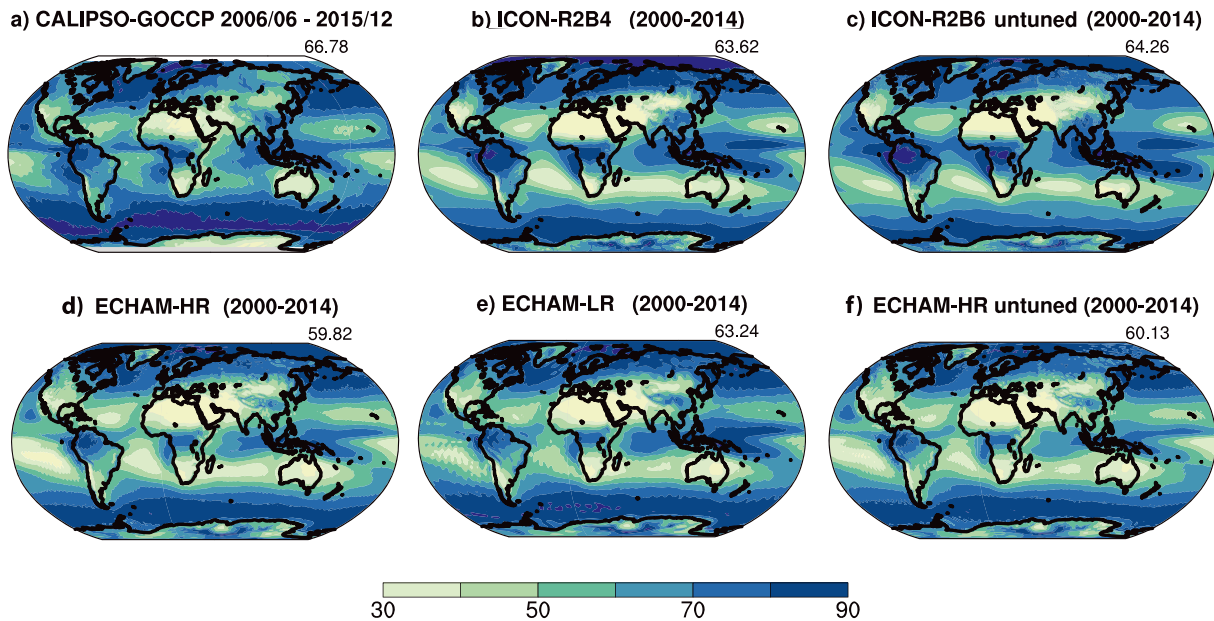 a) CALIPSO-GOCCP 2006/06 - 2015/12
66.78
b) ICON-R2B4 (2000-2014)
63.62
c) ICON-R2B6 untuned (2000-2014)
64.26
d) ECHAM-HR (2000-2014)
59.82
e) ECHAM-LR (2000-2014)
63.24
f) ECHAM-HR untuned (2000-2014)
60.13
30 50 70 90